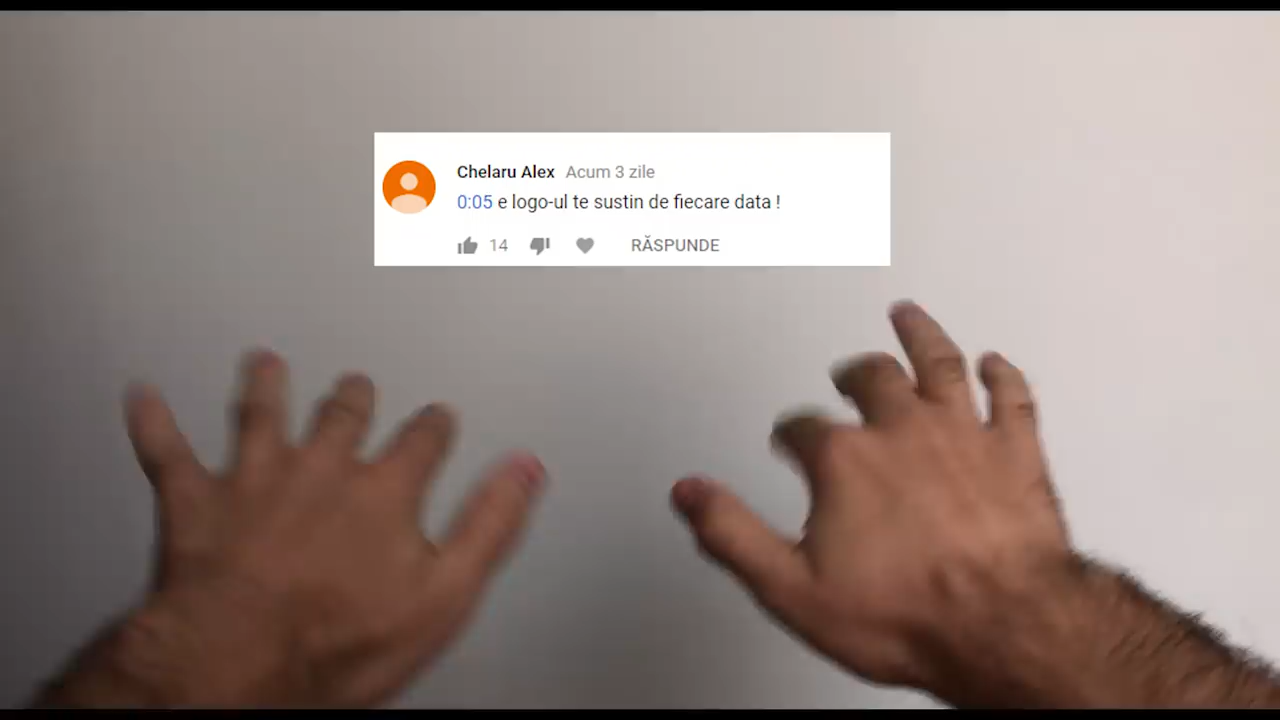 Chelaru Alex Acum 3 zile
0:05 e logo-ul te sustin de fiecare data !
14 RĂSPUNDE